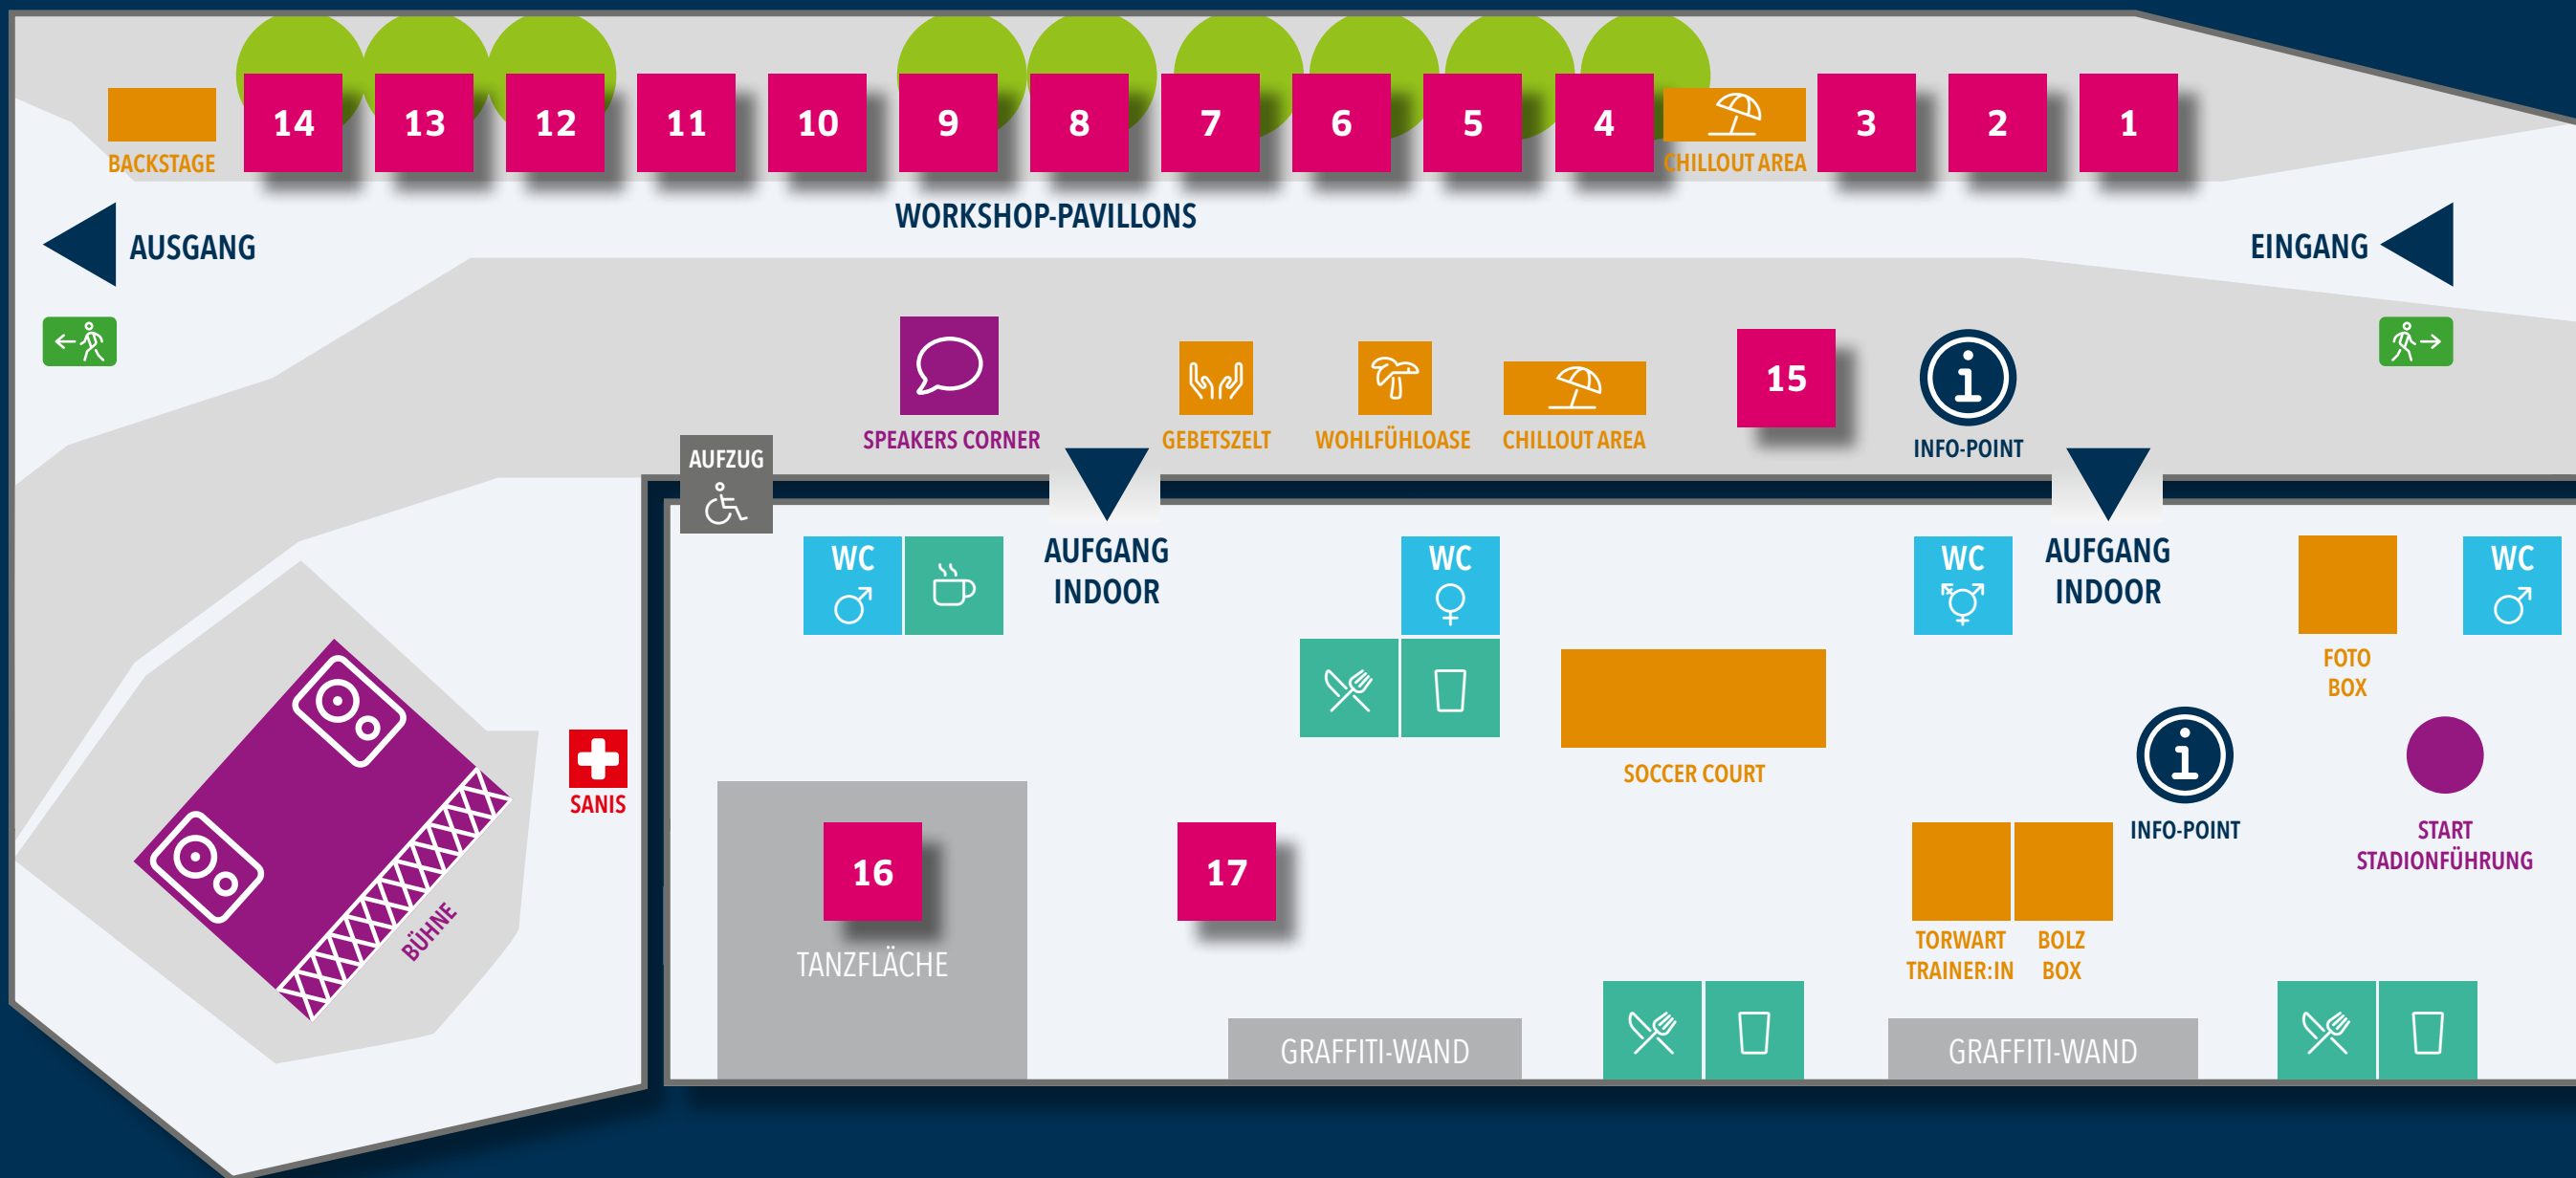 14
13
12
11
10
9
8
7
6
5
4
3
2
1
BACKSTAGE
CHILLOUT AREA
WORKSHOP-PAVILLONS
AUSGANG
EINGANG
15
SPEAKERS CORNER
GEBETSZELT
WOHLFÜHLOASE
CHILLOUT AREA
INFO-POINT
AUFZUG
AUFGANG
INDOOR
AUFGANG
INDOOR
WC
WC
WC
WC
FOTO
BOX
SOCCER COURT
SANIS
INFO-POINT
START
STADIONFÜHRUNG
16
17
BÜHNE
TANZFLÄCHE
TORWART
TRAINER:IN
BOLZ
BOX
GRAFFITI-WAND
GRAFFITI-WAND